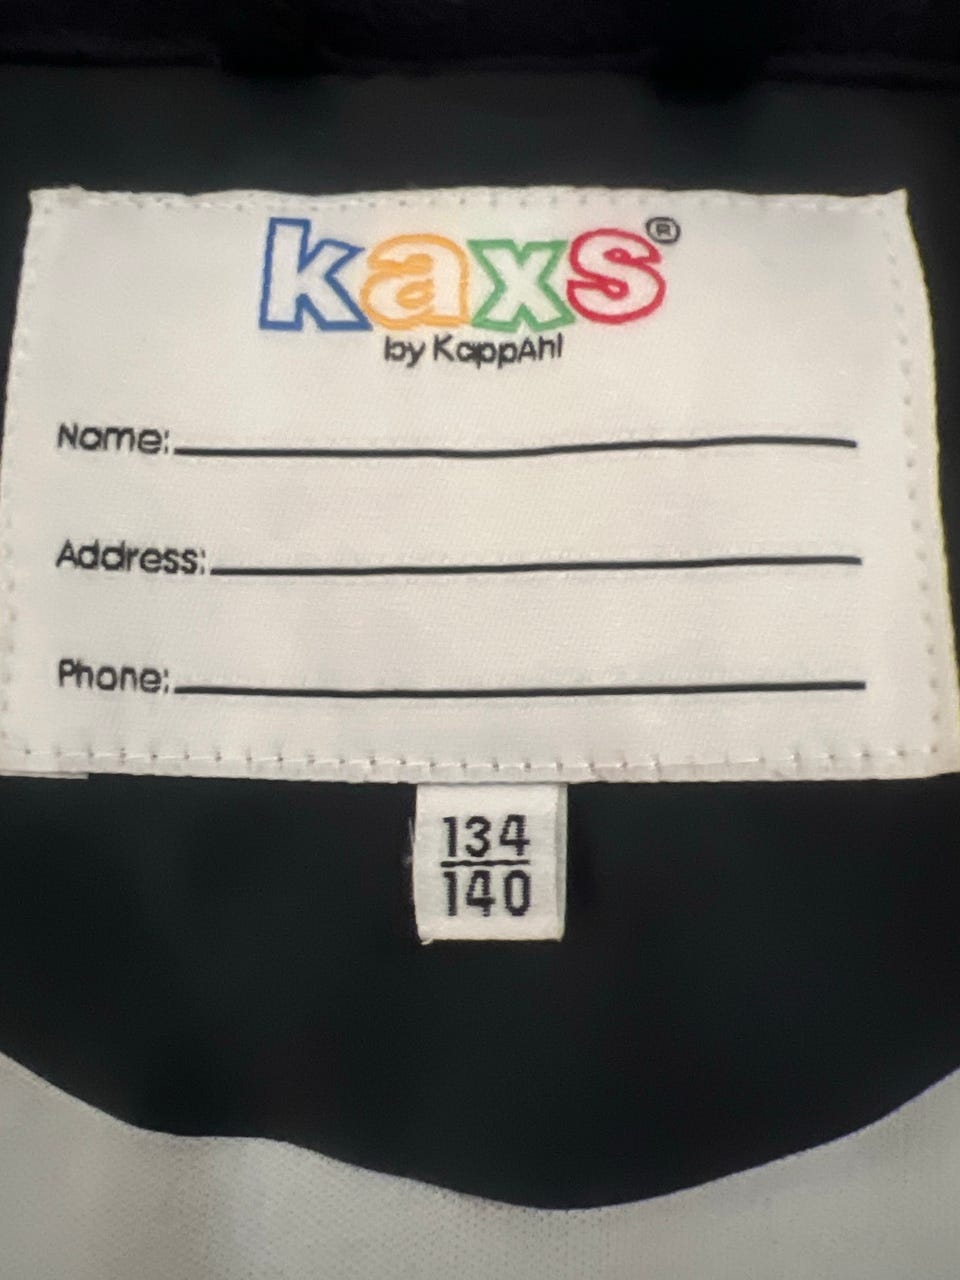 kaxs®
by KappAhl
Name:
Address:
Phone:
134
140